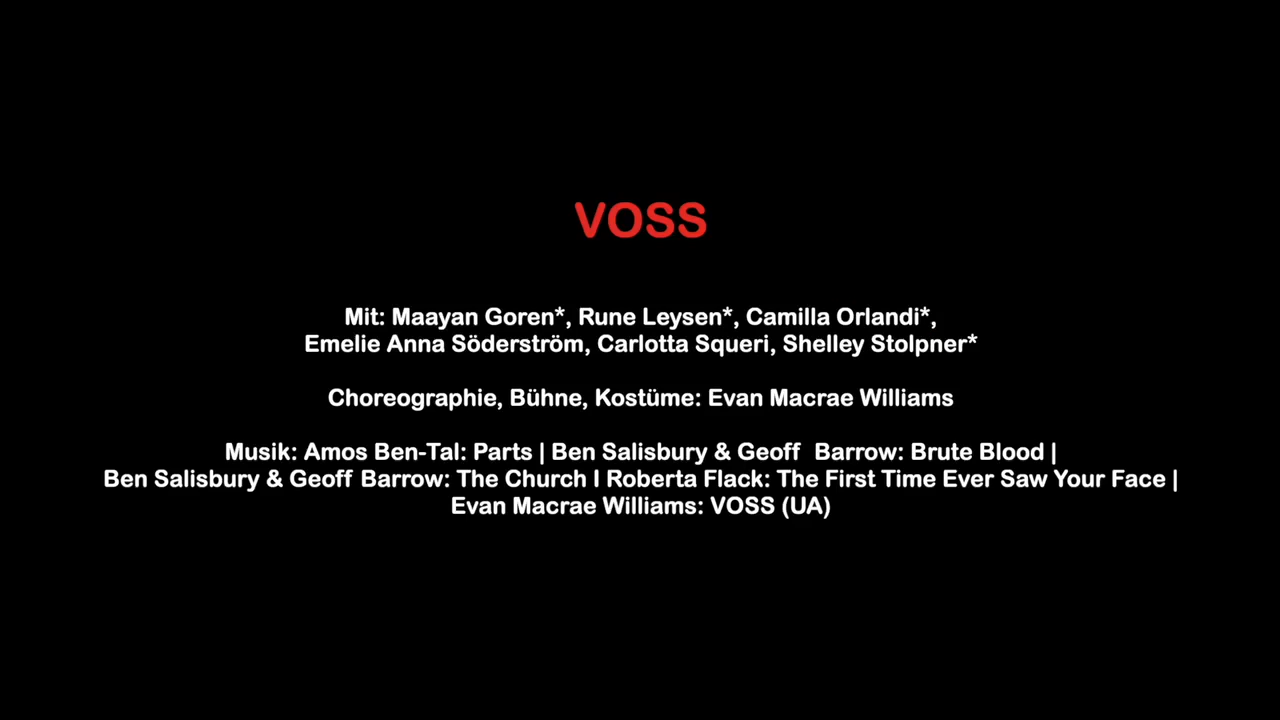 VOSS
Mit: Maayan Goren*, Rune Leysen*, Camilla Orlandi*,
Emelie Anna Söderström, Carlotta Squeri, Shelley Stolpner*
Choreographie, Bühne, Kostüme: Evan Macrae Williams
Musik: Amos Ben-Tal: Parts | Ben Salisbury & Geoff Barrow: Brute Blood |
Ben Salisbury & Geoff Barrow: The Church I Roberta Flack: The First Time Ever Saw Your Face |
Evan Macrae Williams: VOSS (UA)